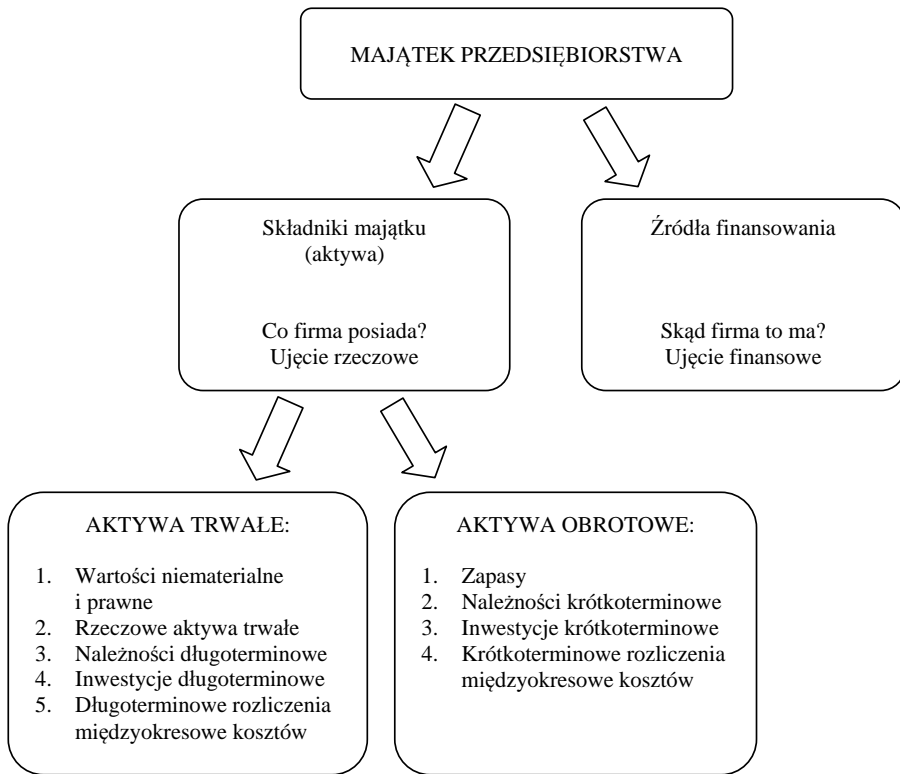 MAJĄTEK PRZEDSIĘBIORSTWA
Składniki majątku
(aktywa)
Co firma posiada?
Ujęcie rzeczowe
Źródła finansowania
Skąd firma to ma?
Ujęcie finansowe
AKTYWA TRWAŁE:
1. Wartości niematerialne
i prawne
2. Rzeczowe aktywa trwałe
3. Należności długoterminowe
4. Inwestycje długoterminowe
5. Długoterminowe rozliczenia
międzyokresowe kosztów
AKTYWA OBROTOWE:
1. Zapasy
2. Należności krótkoterminowe
3. Inwestycje krótkoterminowe
4. Krótkoterminowe rozliczenia
międzyokresowe kosztów